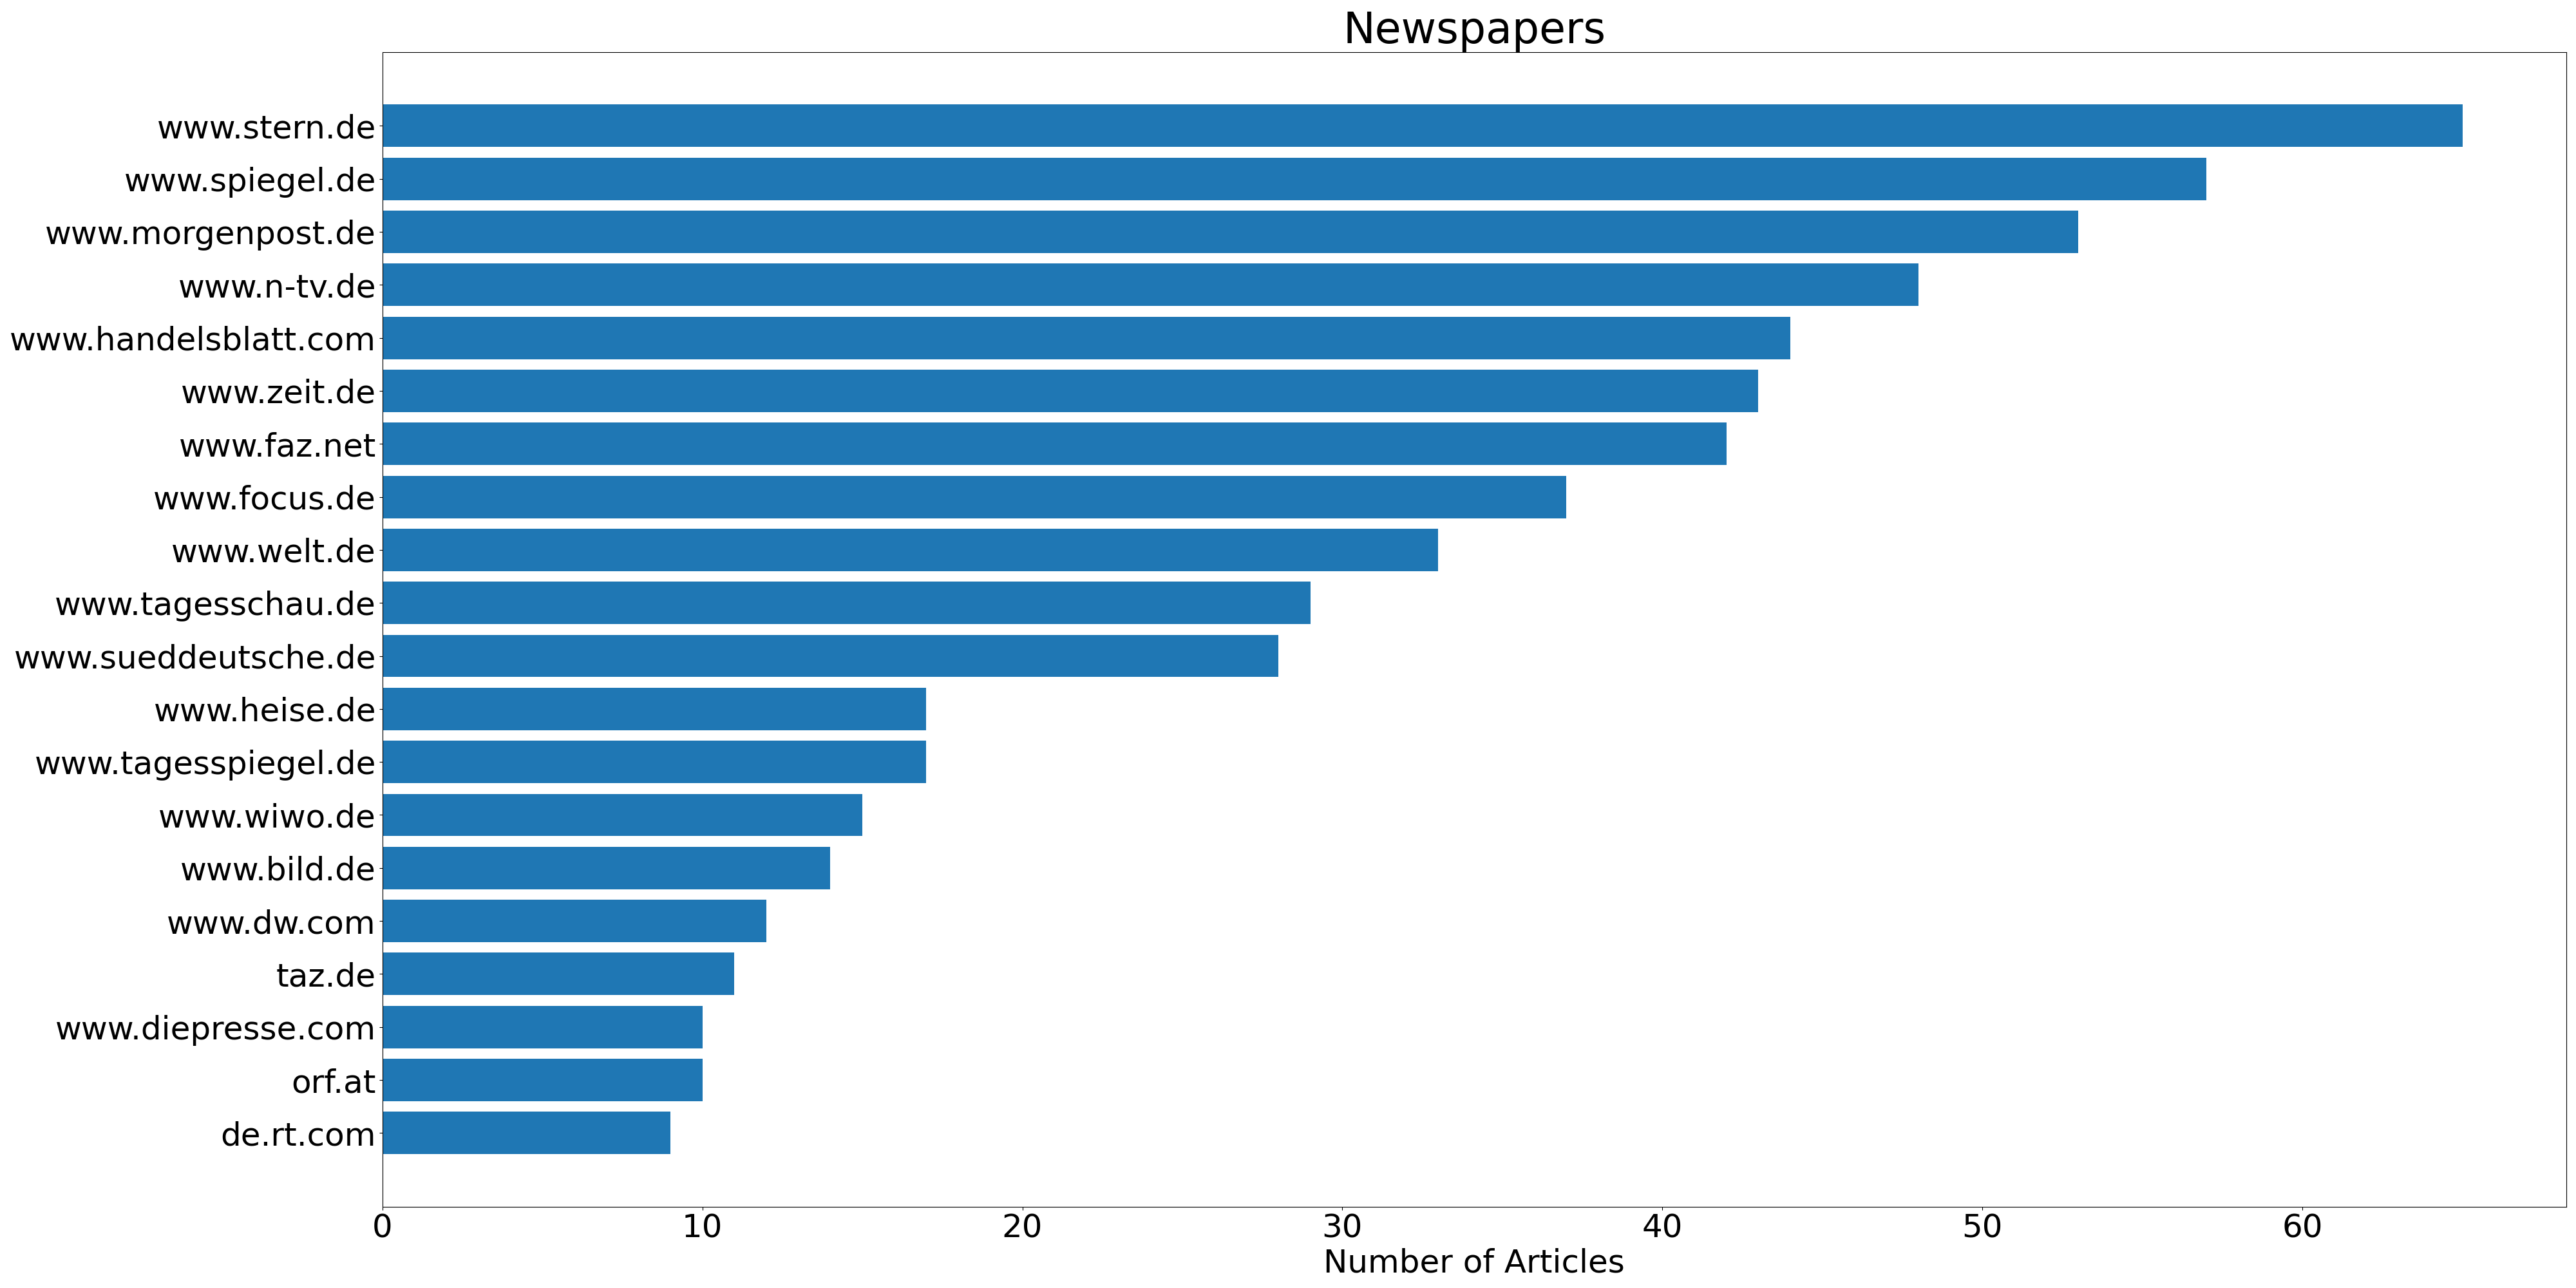 Newspapers
www.stern.de
www.spiegel.de
www.morgenpost.de
www.n-tv.de
www.handelsblatt.com
www.zeit.de
www.faz.net
www.focus.de
www.welt.de
www.tagesschau.de
www.sueddeutsche.de
www.heise.de
www.tagesspiegel.de
www.wiwo.de
www.bild.de
www.dw.com
taz.de
www.diepresse.com
orf.at
de.rt.com
0 10 20 30 40 50 60
Number of Articles